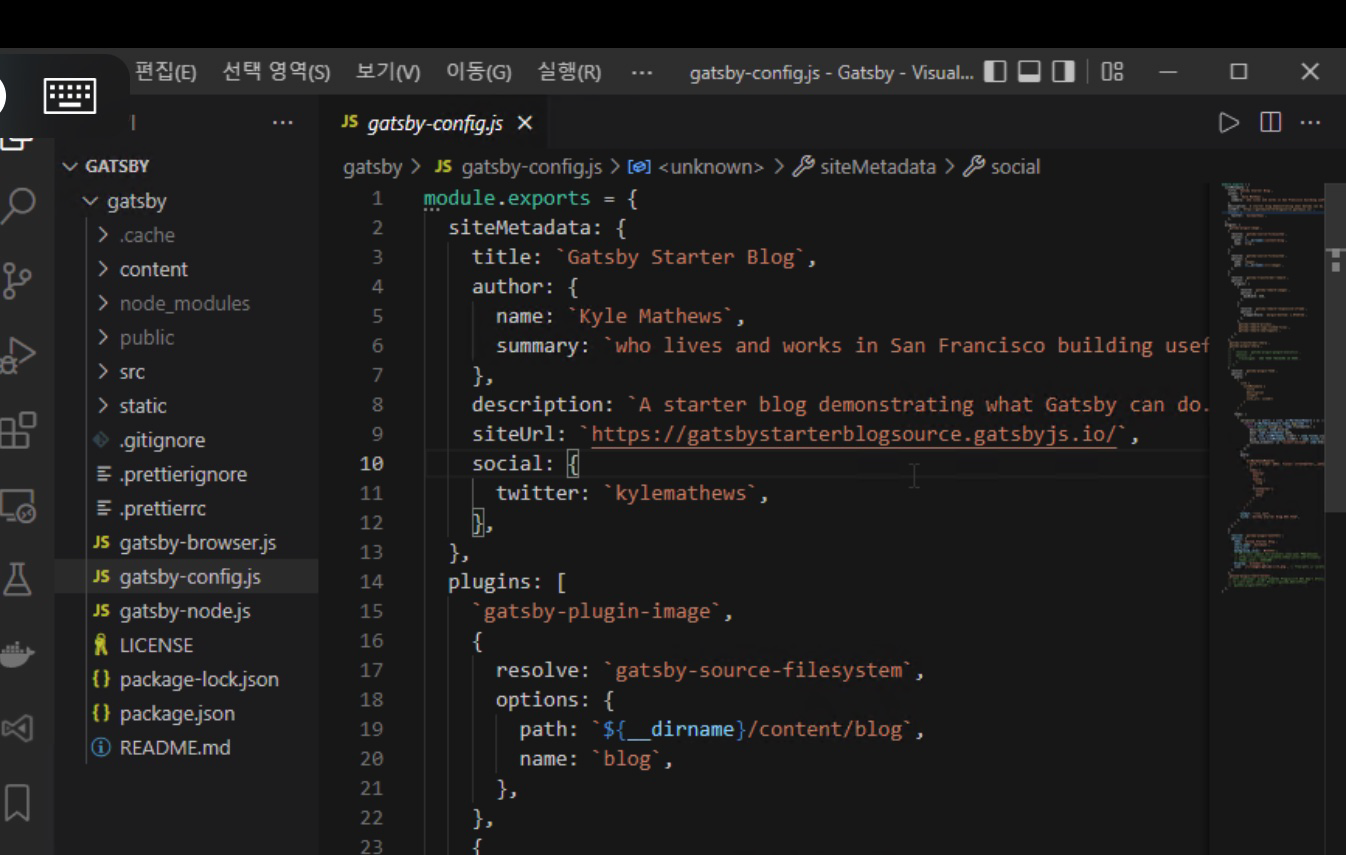 편집(E) 선택 영역(S) 보기(V) 이동(G) 실행(R) ··· gatsby-config.js - Gatsby - Visual...
JS gatsby-config.js
GATSBY
gatsby
.cache
content
node_modules
public
src
static
.gitignore
.prettierignore
.prettierrc
JS gatsby-browser.js
JS gatsby-config.js
JS gatsby-node.js
LICENSE
{} package-lock.json
{} package.json
README.md
gatsby > JS gatsby-config.js > <unknown> > siteMetadata > social
1 module.exports = {
2 siteMetadata: {
3 title: `Gatsby Starter Blog`,
4 author: {
5 name: `Kyle Mathews`,
6 summary: `who lives and works in San Francisco building usef
7 },
8 description: `A starter blog demonstrating what Gatsby can do.
9 siteUrl: `https://gatsbystarterblogsource.gatsbyjs.io/`,
10 social: {
11 twitter: `kylemathews`,
12 },
13 },
14 plugins: [
15 `gatsby-plugin-image`,
16 {
17 resolve: `gatsby-source-filesystem`,
18 options: {
19 path: `${__dirname}/content/blog`,
20 name: `blog`,
21 },
22 },
23 {